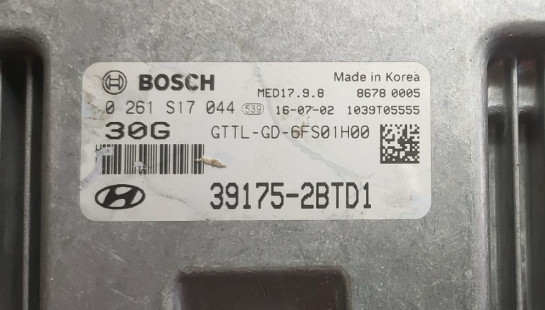 BOSCH Made in Korea
MED17.9.8 8678 0005
0 261 S17 044 539 16-07-02 1039T05555
30G GTTL-GD-6FS01H00
39175-2BTD1